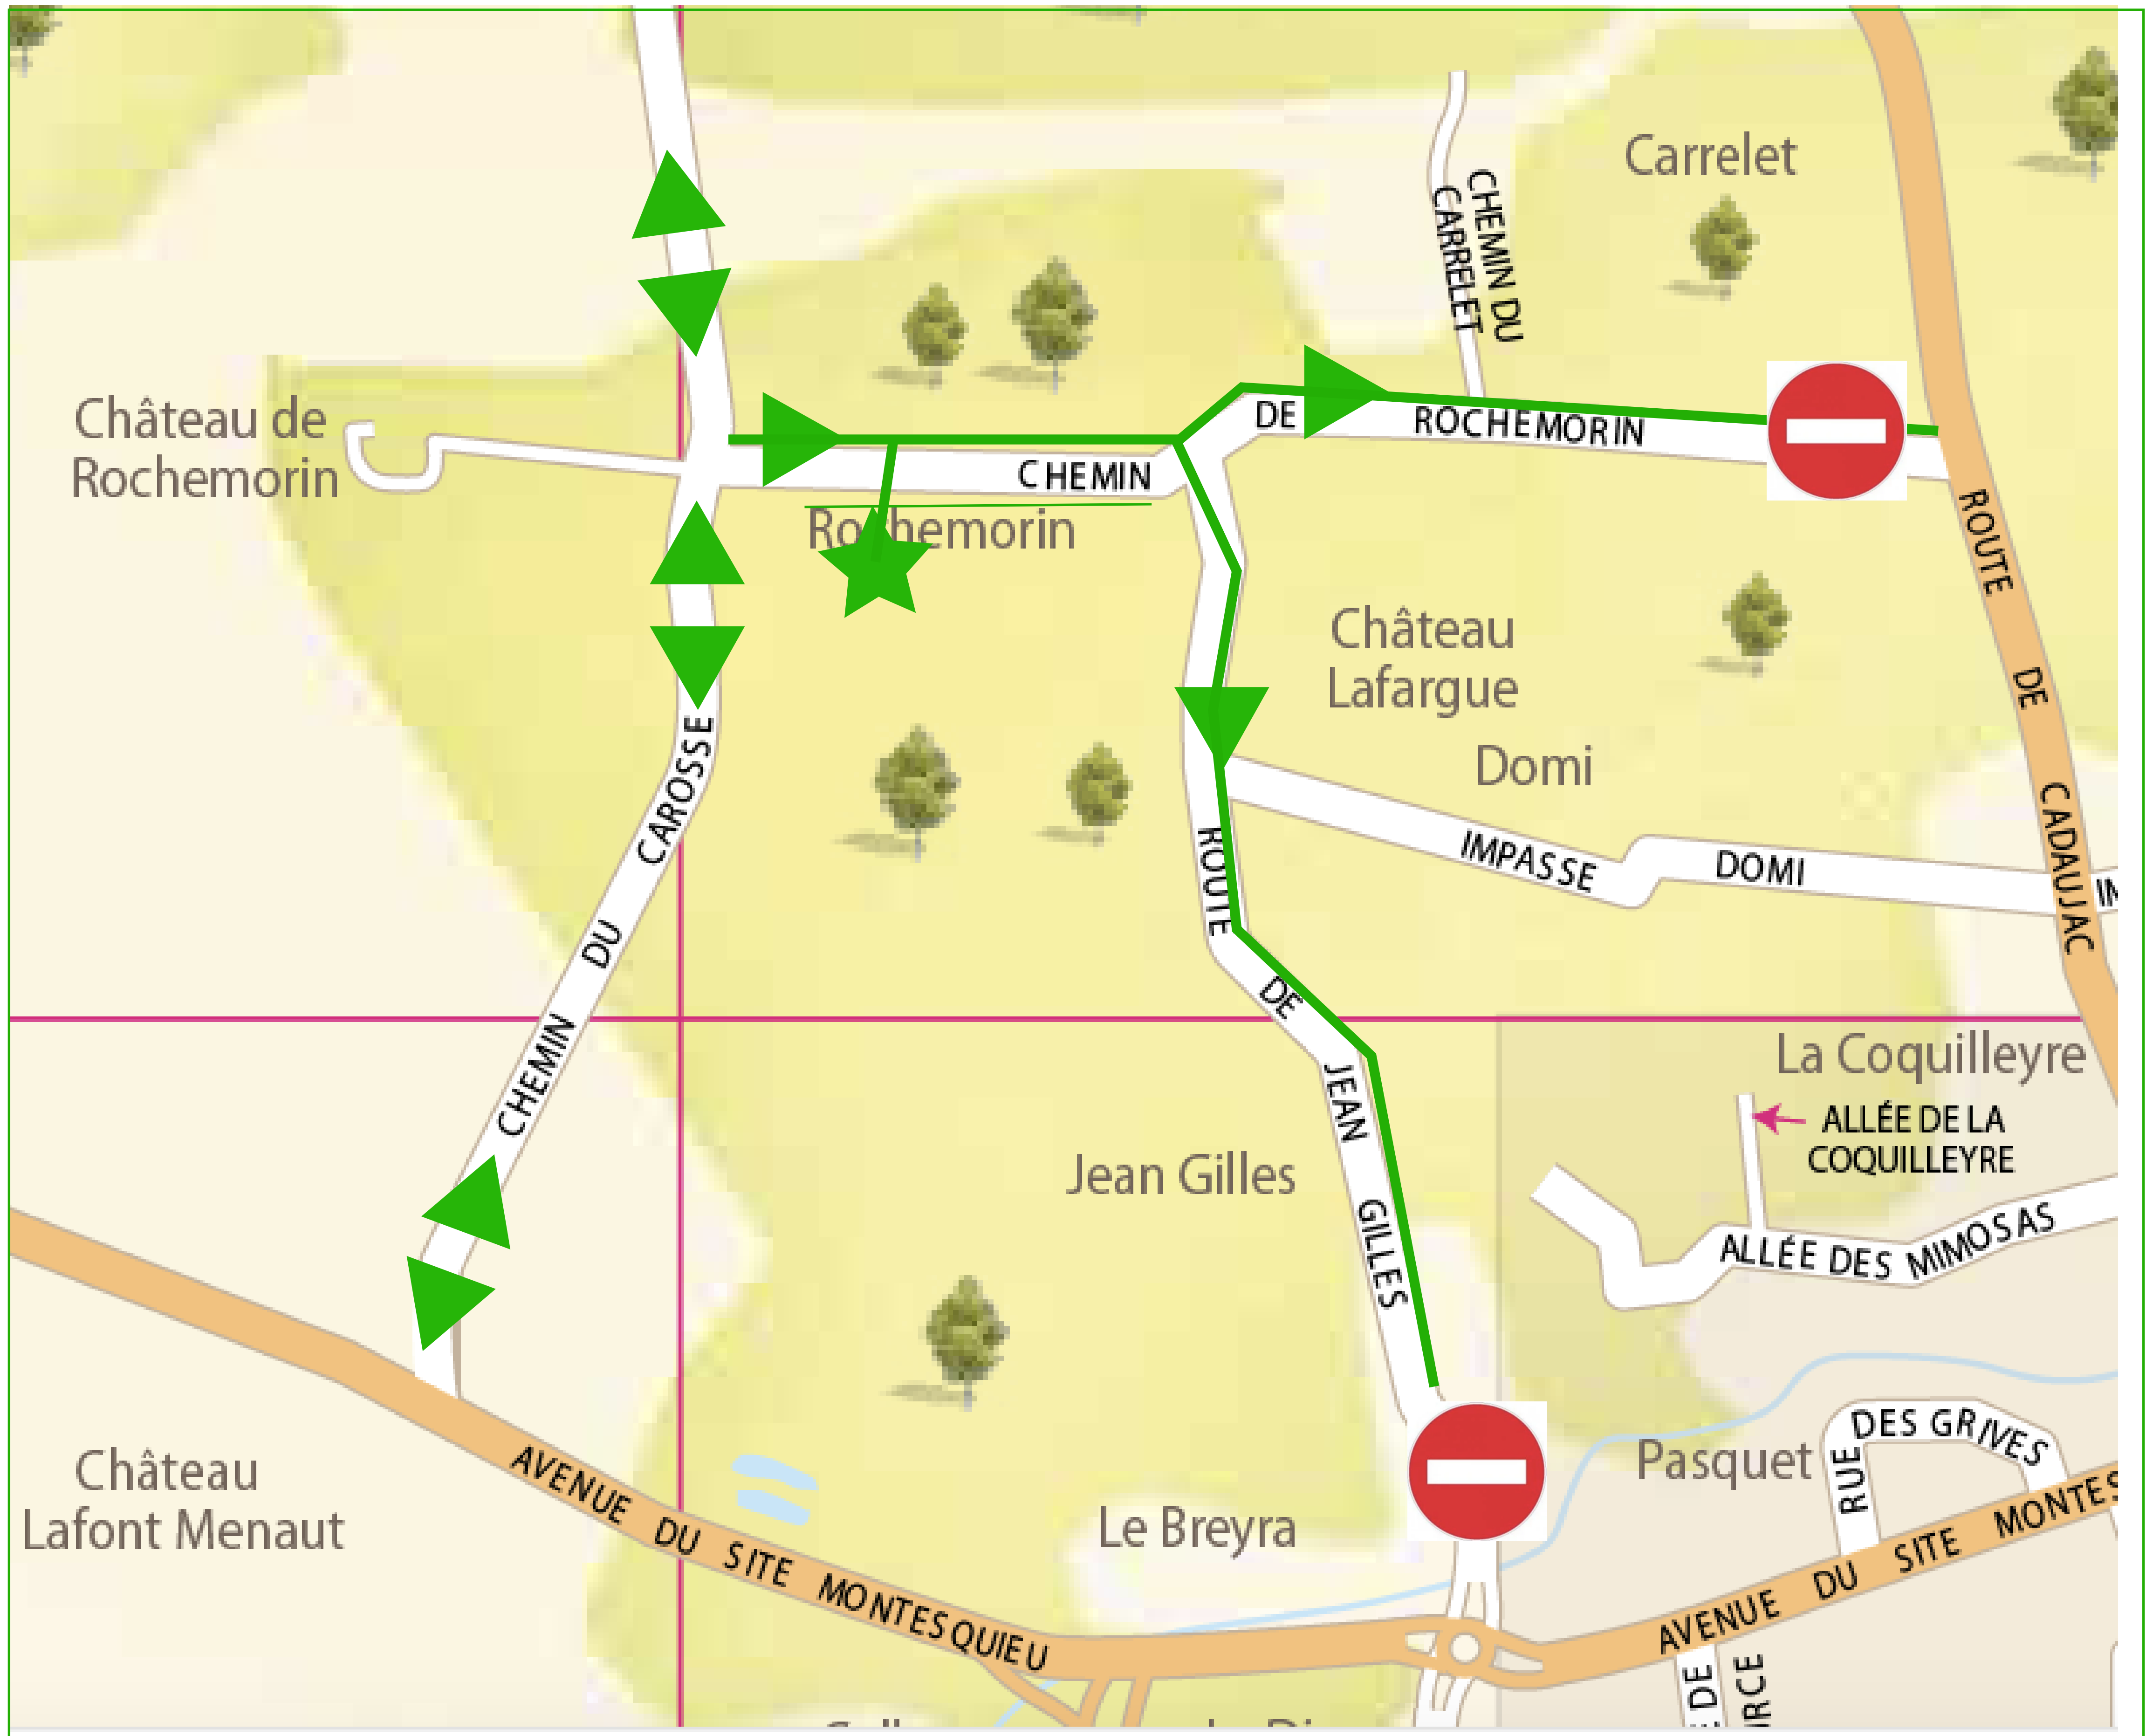 Carrelet
CHEMIN DU
CARRELET
Château de
Rochemorin
DE ROCHEMORIN
CHEMIN
Rochemorin
ROUTE DE CADAUJAC
Château
Lafargue
Domi
CHEMIN DU CAROSSE
IMPASSE DOMI
ROUTE DE JEAN GILLES
La Coquilleyre
ALLÉE DE LA
COQUILLEYRE
Jean Gilles
ALLÉE DES MIMOSAS
Château
Lafont Menaut
Pasquet
RUE DES GRIVES
Le Breyra
AVENUE DU SITE MONTESQUIEU
AVENUE DU SITE MONTES
DE